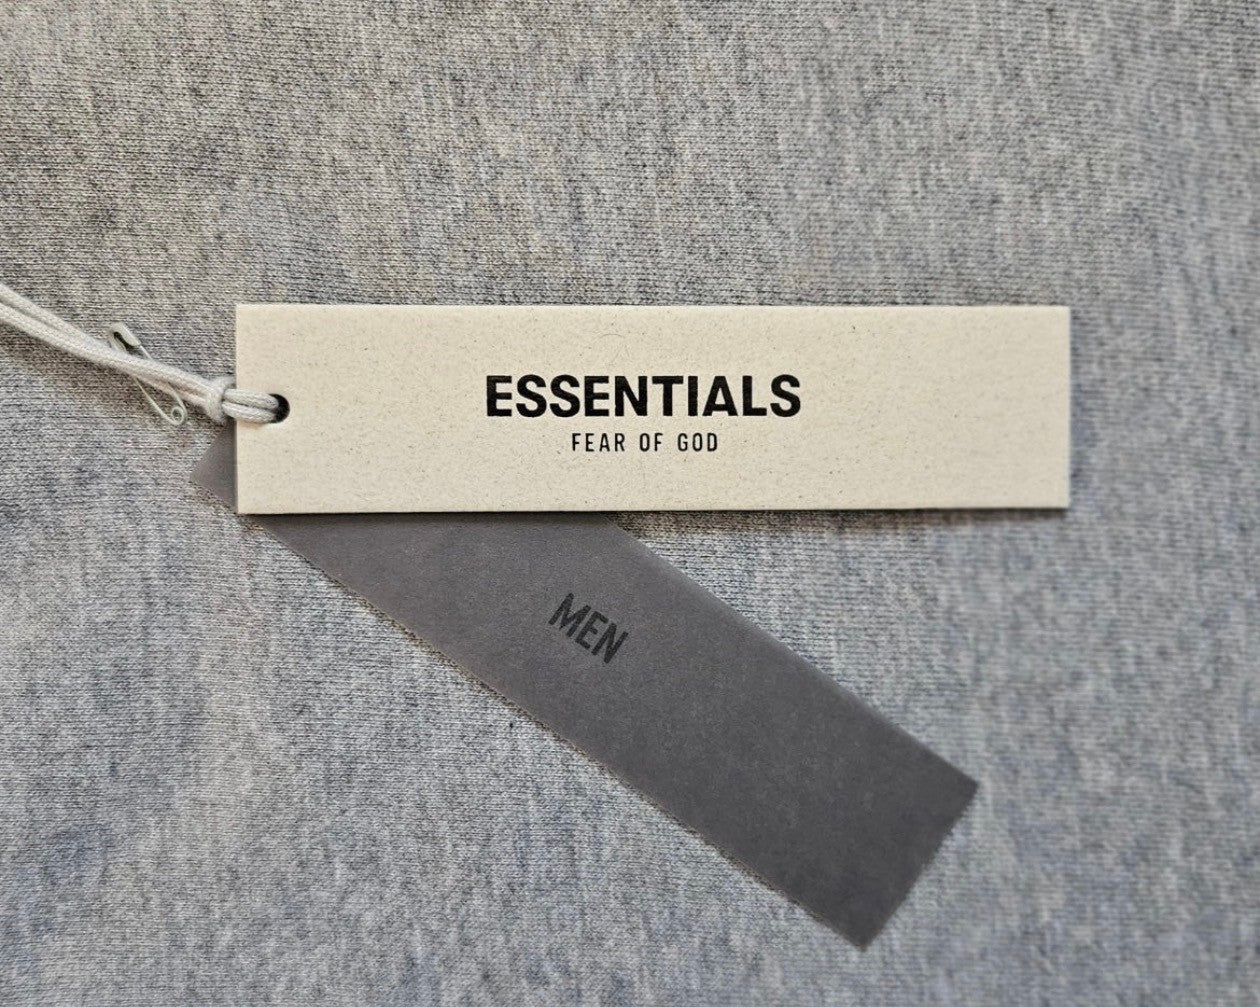 ESSENTIALS
FEAR OF GOD
MEN